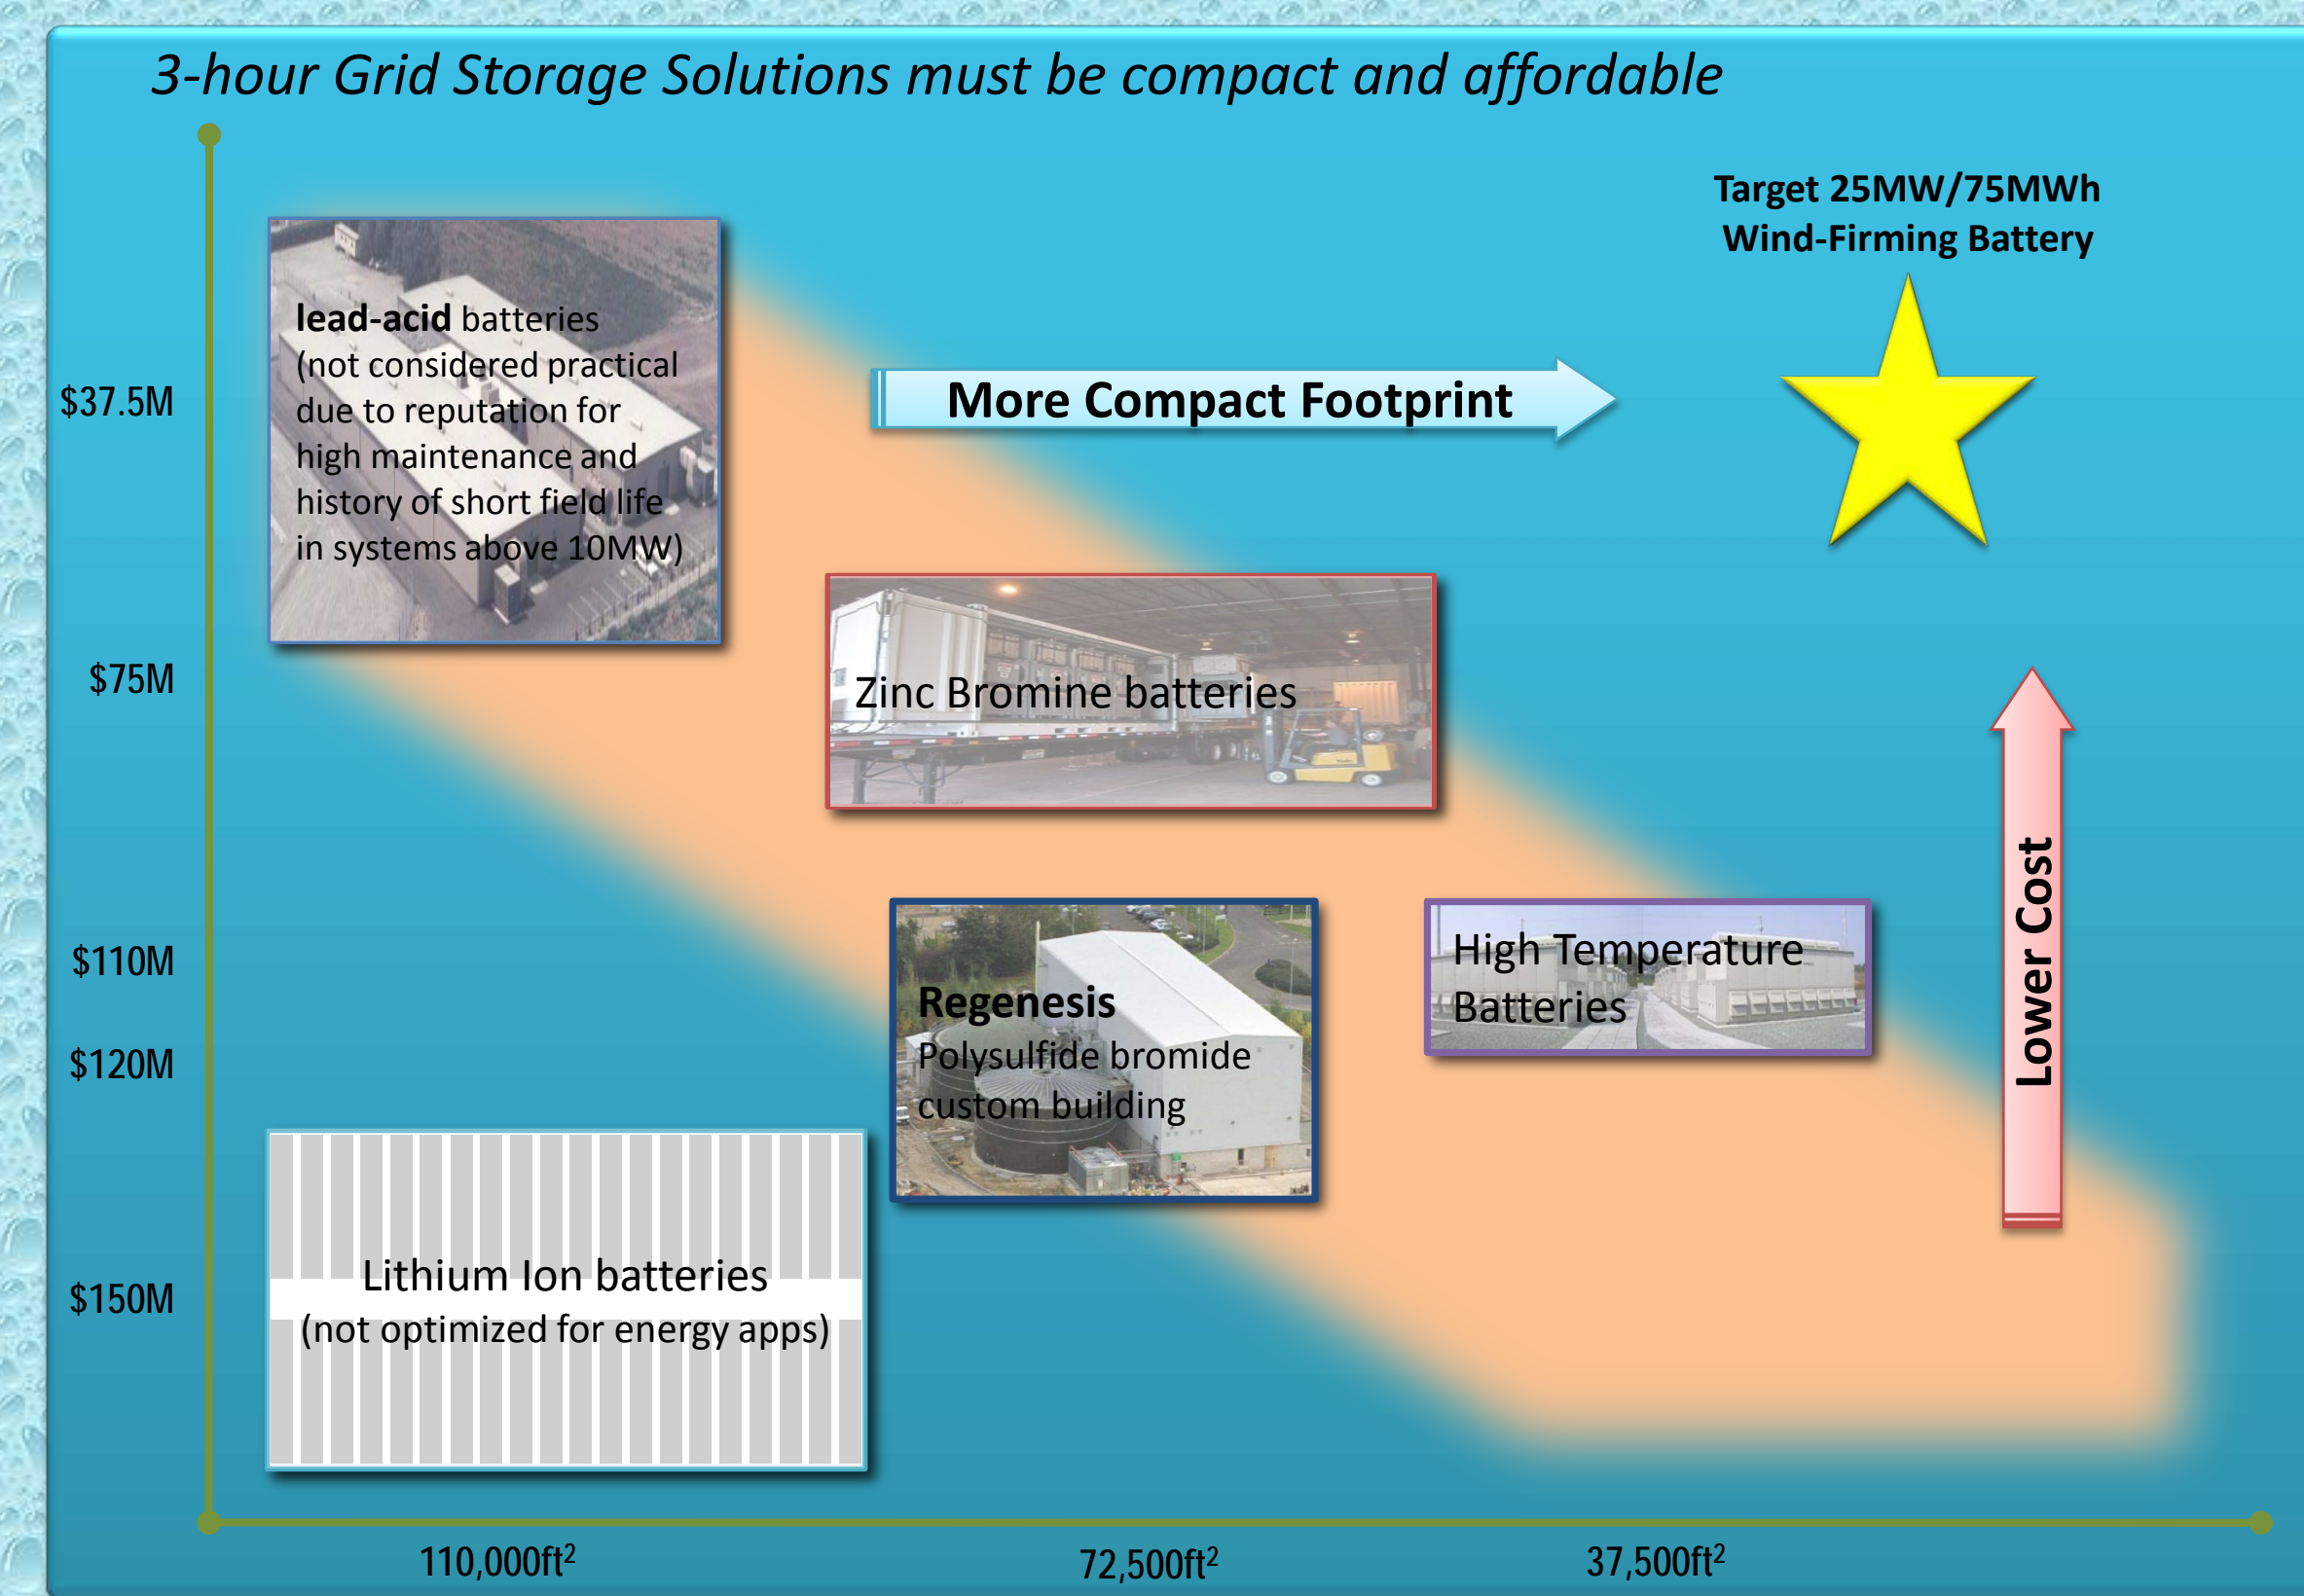 3-hour Grid Storage Solutions must be compact and affordable
Target 25MW/75MWh
Wind-Firming Battery
lead-acid batteries
(not considered practical
due to reputation for
high maintenance and
history of short field life
in systems above 10MW)
More Compact Footprint
$37.5M
$75M
Zinc Bromine batteries
Lower Cost
$110M
High Temperature
Batteries
Regenesis
Polysulfide bromide
custom building
$120M
$150M
Lithium Ion batteries
(not optimized for energy apps)
110,000ft²
72,500ft²
37,500ft²